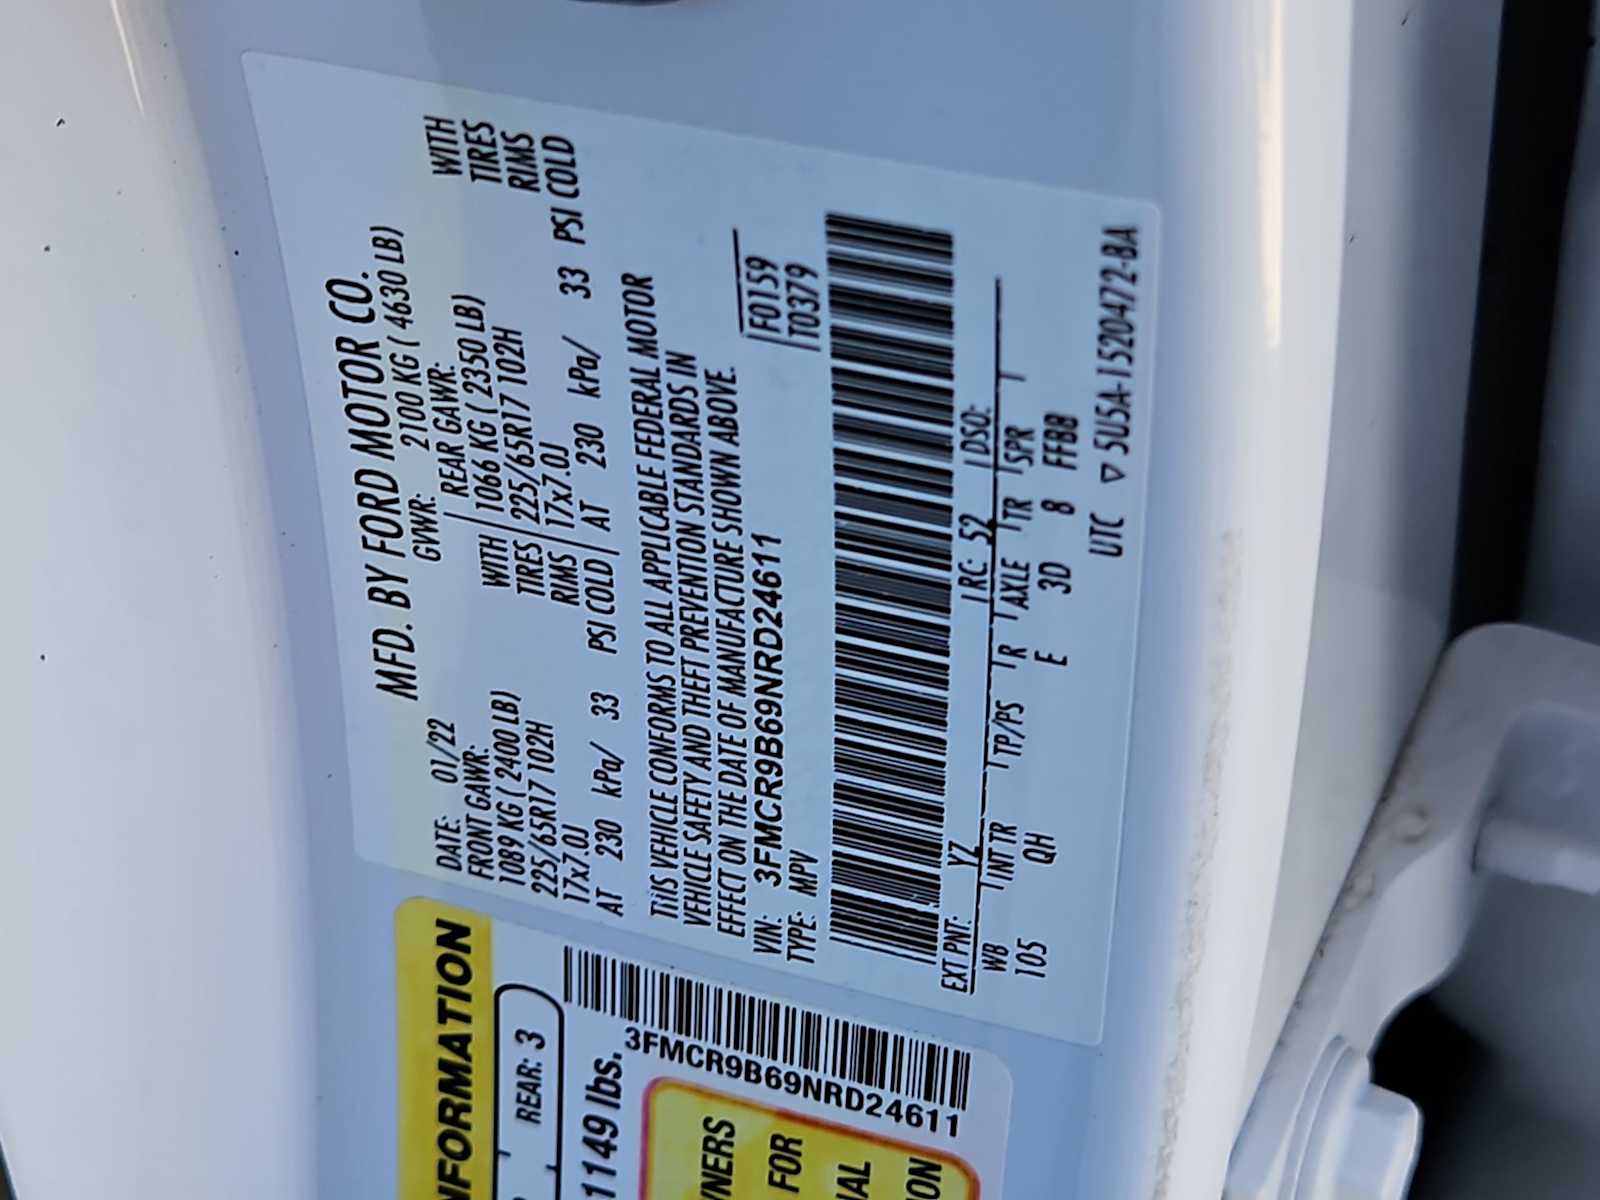 MFD. BY FORD MOTOR CO.
DATE: 01/22 GVWR: 2100 KG ( 4630 LB)
FRONT GAWR: REAR GAWR:
1089 KG ( 2400 LB) WITH 1066 KG ( 2350 LB) WITH
225/65R17 102H TIRES 225/65R17 102H TIRES
17x7.0J RIMS 17x7.0J RIMS
AT 230 kPa/ 33 PSI COLD AT 230 kPa/ 33 PSI COLD
THIS VEHICLE CONFORMS TO ALL APPLICABLE FEDERAL MOTOR
VEHICLE SAFETY AND THEFT PREVENTION STANDARDS IN
EFFECT ON THE DATE OF MANUFACTURE SHOWN ABOVE.
VIN: 3FMCR9B69NRD24611 F0159
TYPE: MPV T0379
EXT PNT: YZ RC: 52 DSO:
WB INT TR TP/PS R AXLE TR SPR
105 QH E 3D 8 FFBB
UTC ▽ 5U5A-1520472-BA
NFORMATION
REAR: 3
1149 lbs.
3FMCR9B69NRD24611
FOR